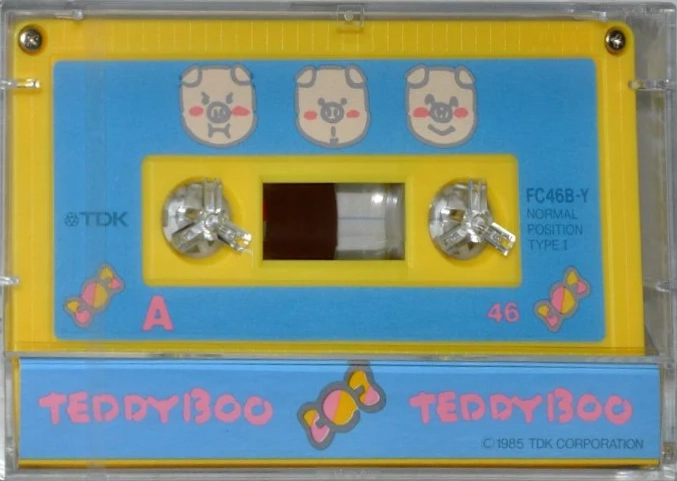 TDK
FC46B-Y
NORMAL
POSITION
TYPE I
A
46
TEDDYBOO
TEDDYBOO
© 1985 TDK CORPORATION